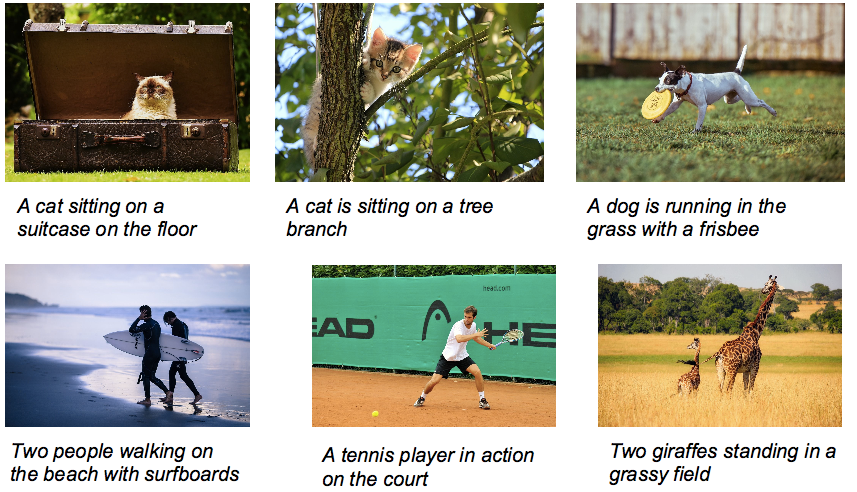 A cat sitting on a
suitcase on the floor
A cat is sitting on a tree
branch
A dog is running in the
grass with a frisbee
head.com
EAD
HEAD
Two people walking on
the beach with surfboards
A tennis player in action
on the court
Two giraffes standing in a
grassy field